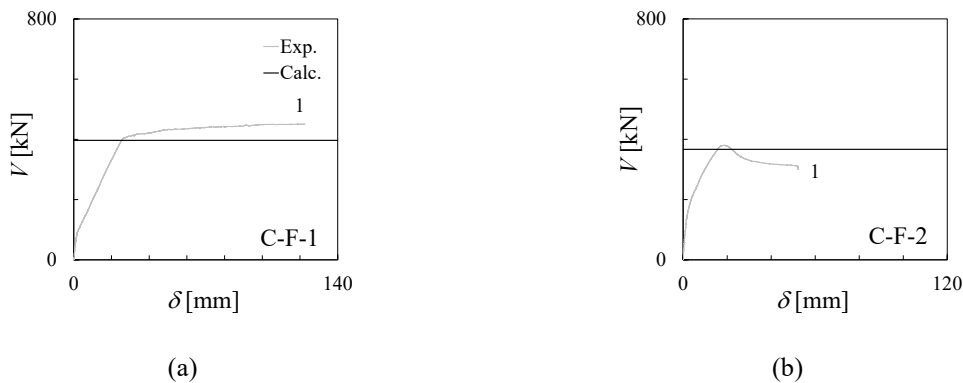 800
Exp.
Calc.
1
V [kN]
C-F-1
0
0
140
δ [mm]
(a)
800
V [kN]
1
C-F-2
0
0
120
δ [mm]
(b)